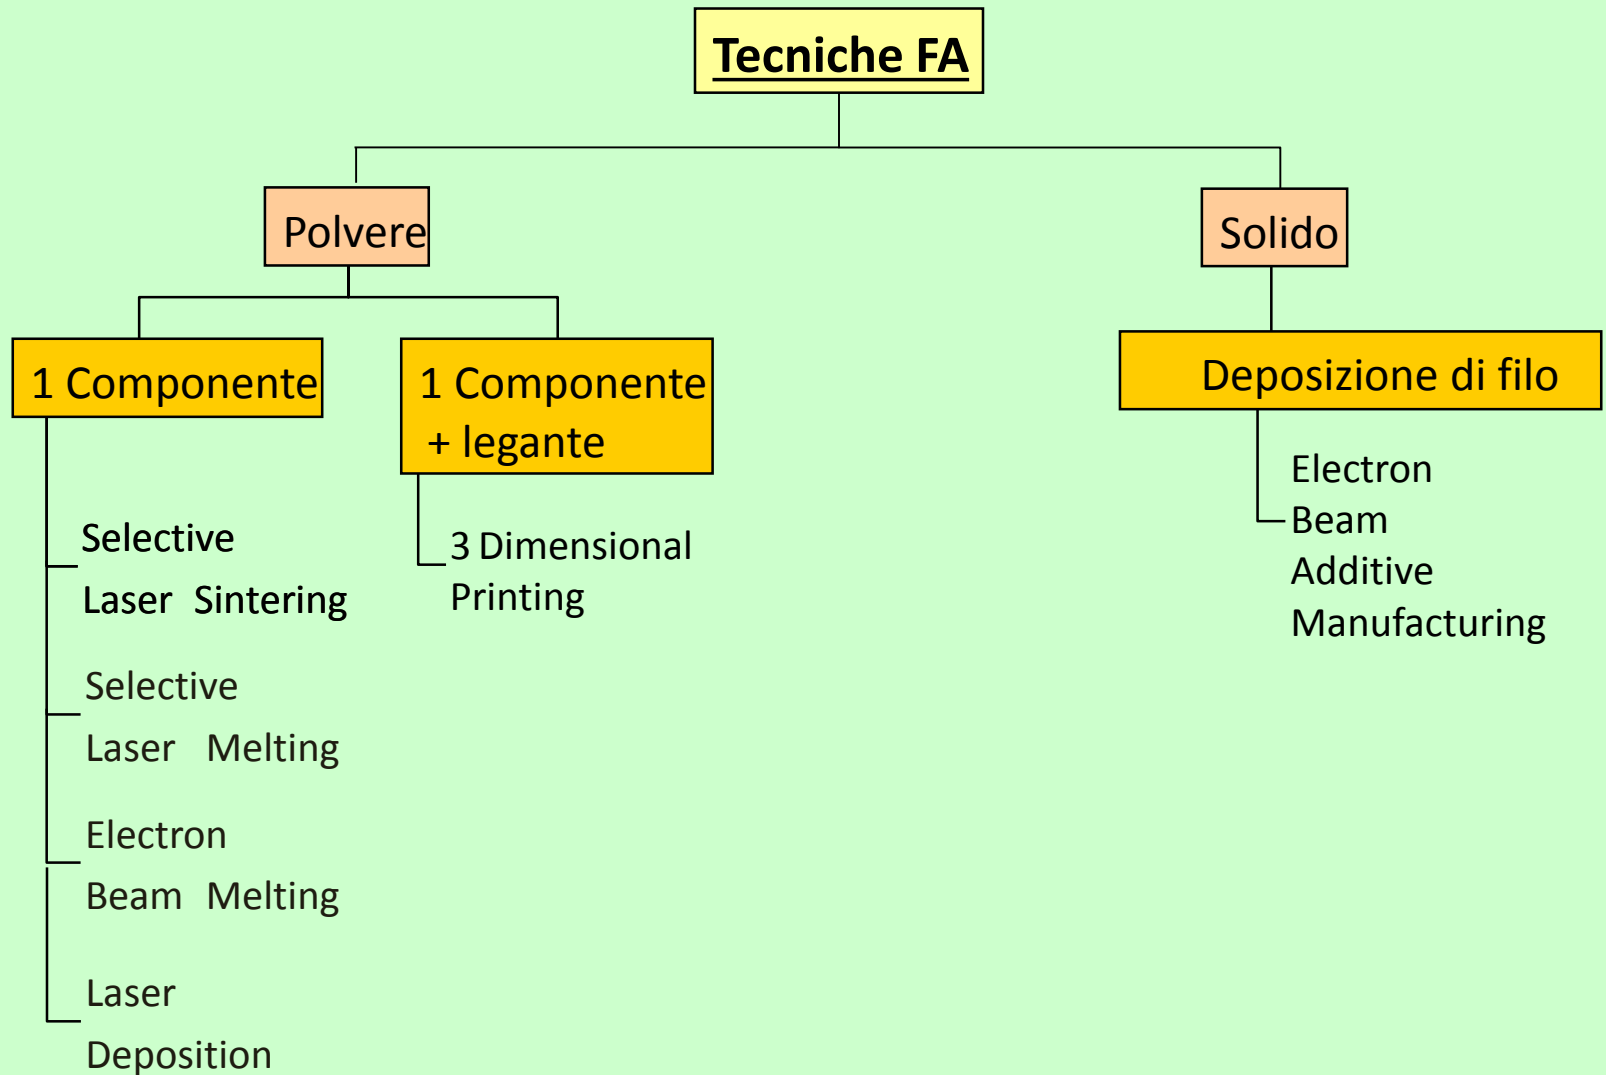 Tecniche FA
Polvere
Solido
1 Componente
1 Componente
+ legante
Deposizione di filo
Selective
Laser Sintering
Selective
Laser Melting
Electron
Beam Melting
Laser
Deposition
3 Dimensional
Printing
Electron
Beam
Additive
Manufacturing